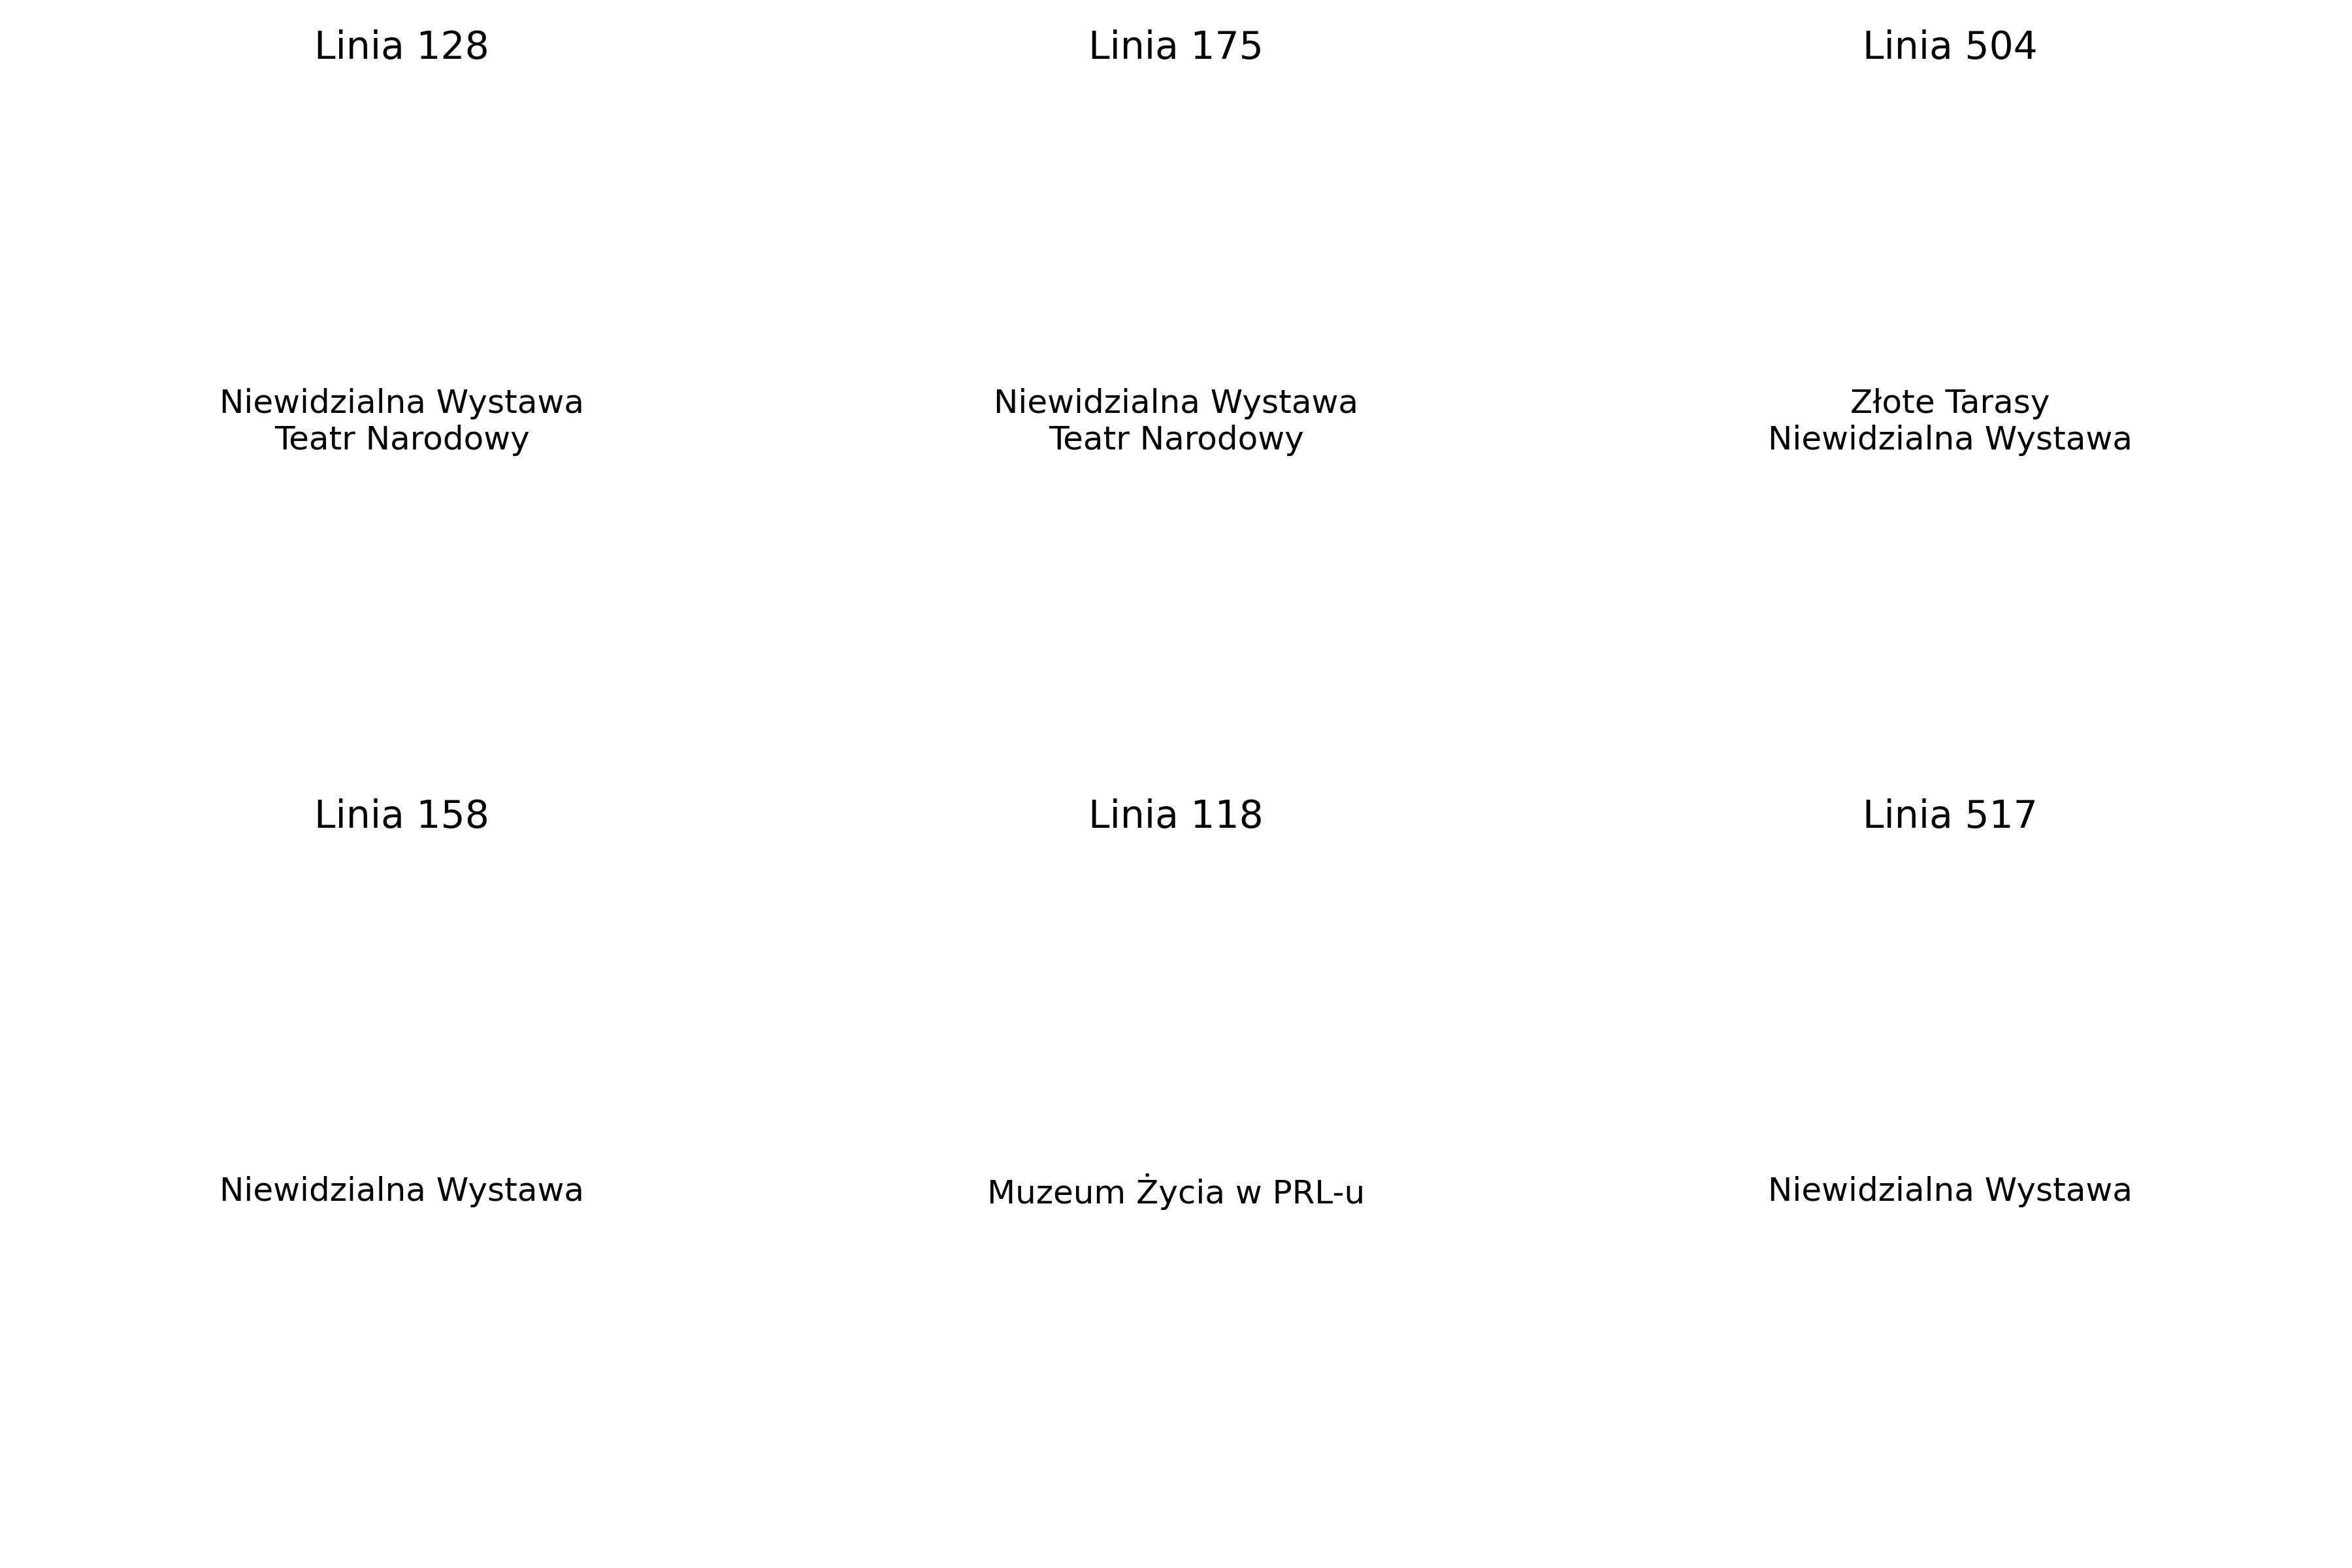 Linia 128
Niewidzialna Wystawa
Teatr Narodowy
Linia 175
Niewidzialna Wystawa
Teatr Narodowy
Linia 504
Złote Tarasy
Niewidzialna Wystawa
Linia 158
Niewidzialna Wystawa
Linia 118
Muzeum Życia w PRL-u
Linia 517
Niewidzialna Wystawa